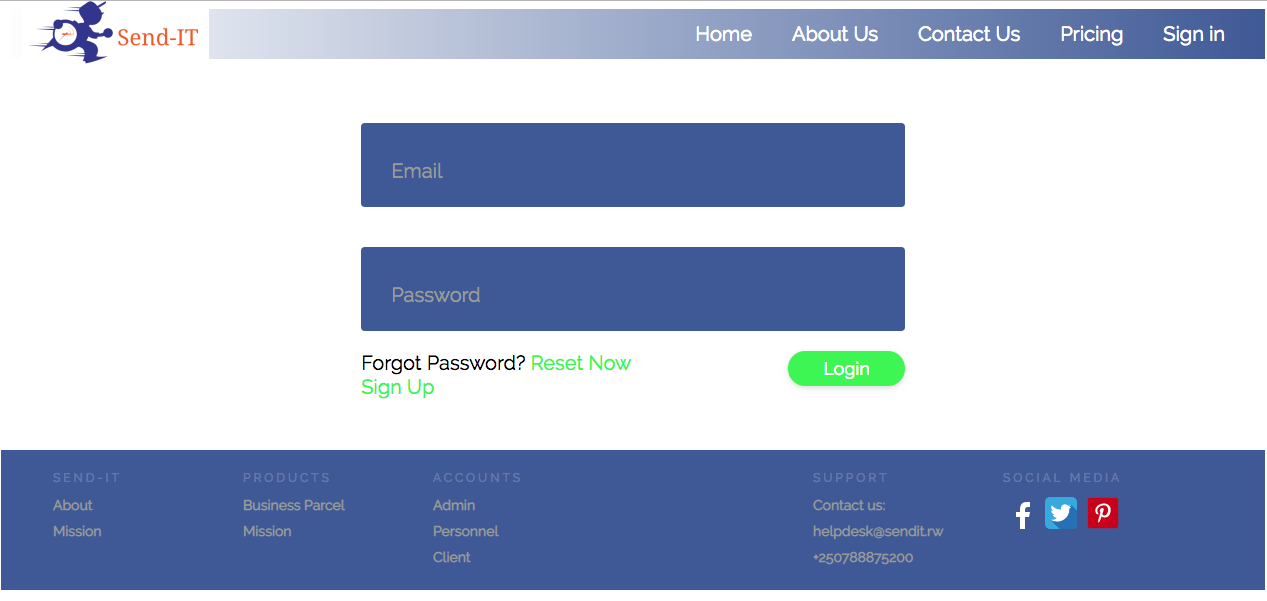 Send-IT
Home About Us Contact Us Pricing Sign in
Email
Password
Forgot Password? Reset Now
Sign Up
Login
SEND-IT
About
Mission
PRODUCTS
Business Parcel
Mission
ACCOUNTS
Admin
Personnel
Client
SUPPORT
Contact us:
helpdesk@sendit.rw
+250788875200
SOCIAL MEDIA